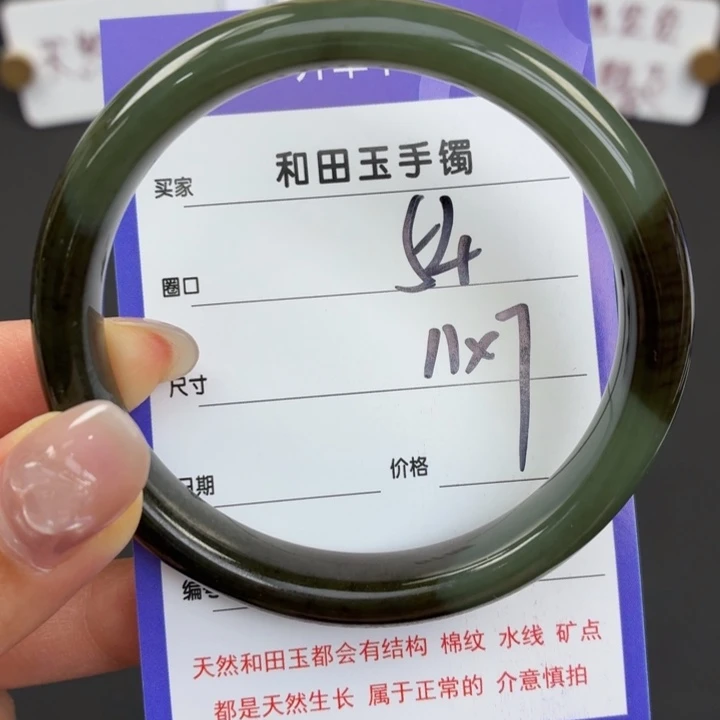 和田玉手镯
买家
圈口 54
尺寸 11x7
日期 价格
天然和田玉都会有结构 棉纹 水线 矿点
都是天然生长 属于正常的 介意慎拍